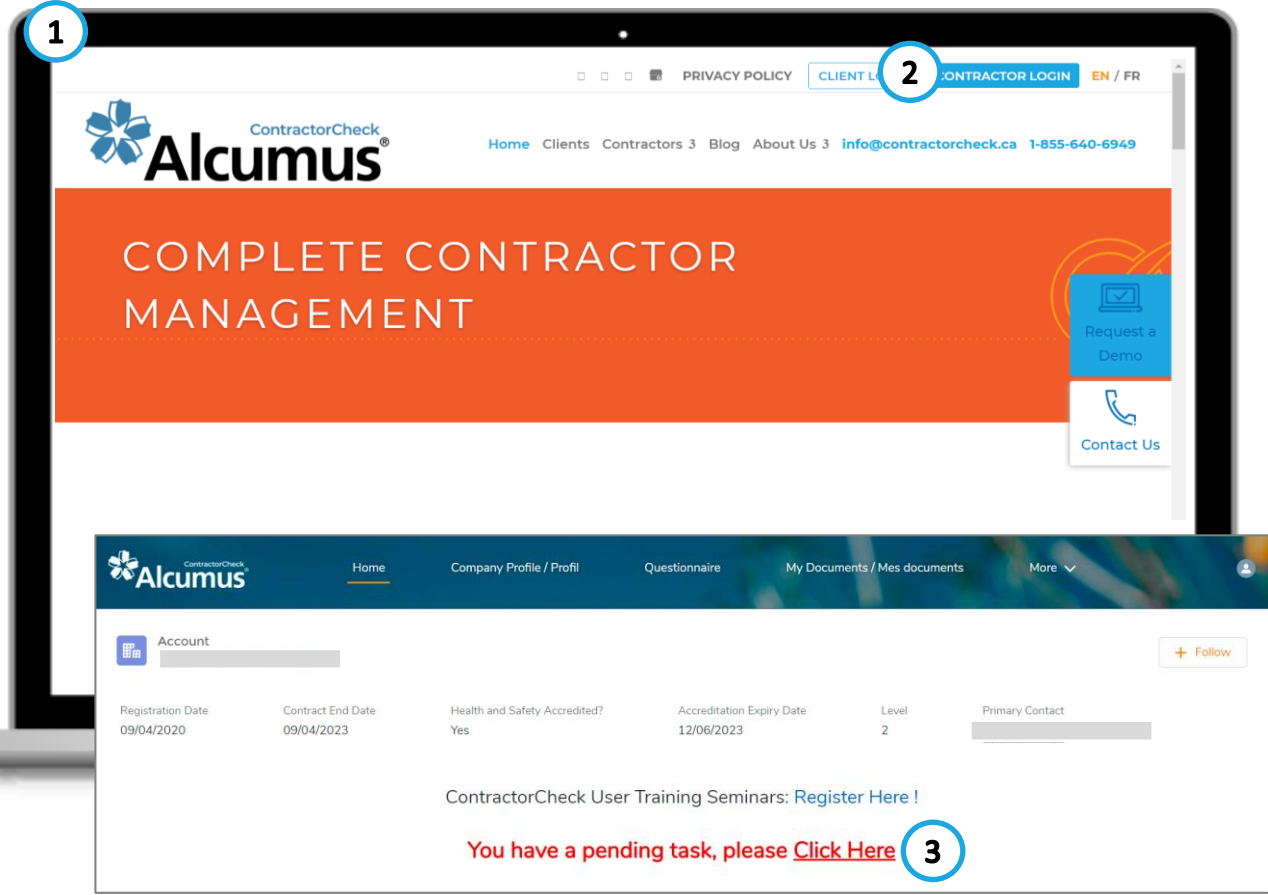 1
PRIVACY POLICY CLIENT LO 2 CONTRACTOR LOGIN EN / FR
ContractorCheck
Alcumus®
Home Clients Contractors 3 Blog About Us 3 info@contractorcheck.ca 1-855-640-6949
COMPLETE CONTRACTOR
MANAGEMENT
Request a
Demo
Contact Us
ContractorCheck
Alcumus®
Home Company Profile / Profil Questionnaire My Documents / Mes documents More
Account
+ Follow
Registration Date Contract End Date Health and Safety Accredited? Accreditation Expiry Date Level Primary Contact
09/04/2020 09/04/2023 Yes 12/06/2023 2
ContractorCheck User Training Seminars: Register Here !
You have a pending task, please Click Here 3